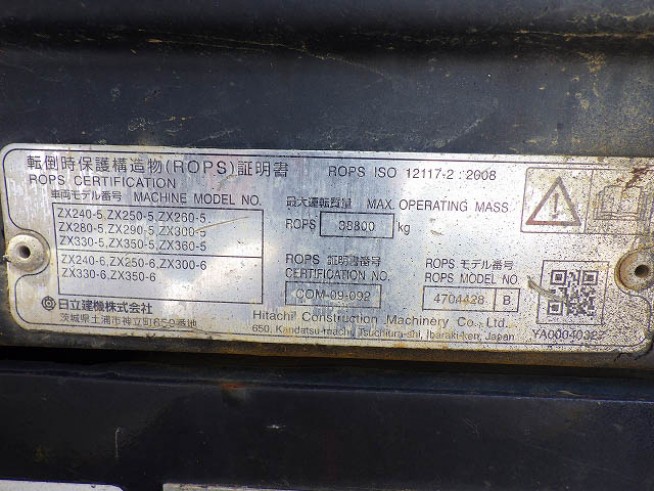 転倒時保護構造物(ROPS)証明書
ROPS CERTIFICATION
ROPS ISO 12117-2 : 2008
車両モデル番号 MACHINE MODEL NO.
ZX240-5,ZX250-5,ZX260-5
ZX280-5,ZX290-5,ZX300-5
ZX330-5,ZX350-5,ZX360-5
ZX240-6,ZX250-6,ZX300-6
ZX330-6,ZX350-6
最大運転質量 MAX. OPERATING MASS
ROPS 38800 kg
ROPS 証明書番号
CERTIFICATION NO.
COM-09-092
ROPS モデル番号
ROPS MODEL NO.
4704428 B
日立建機株式会社
茨城県土浦市神立町650番地
Hitachi Construction Machinery Co., Ltd.
650, Kandatsu-machi, Tsuchiura-shi, Ibaraki-ken, Japan
YA00040327